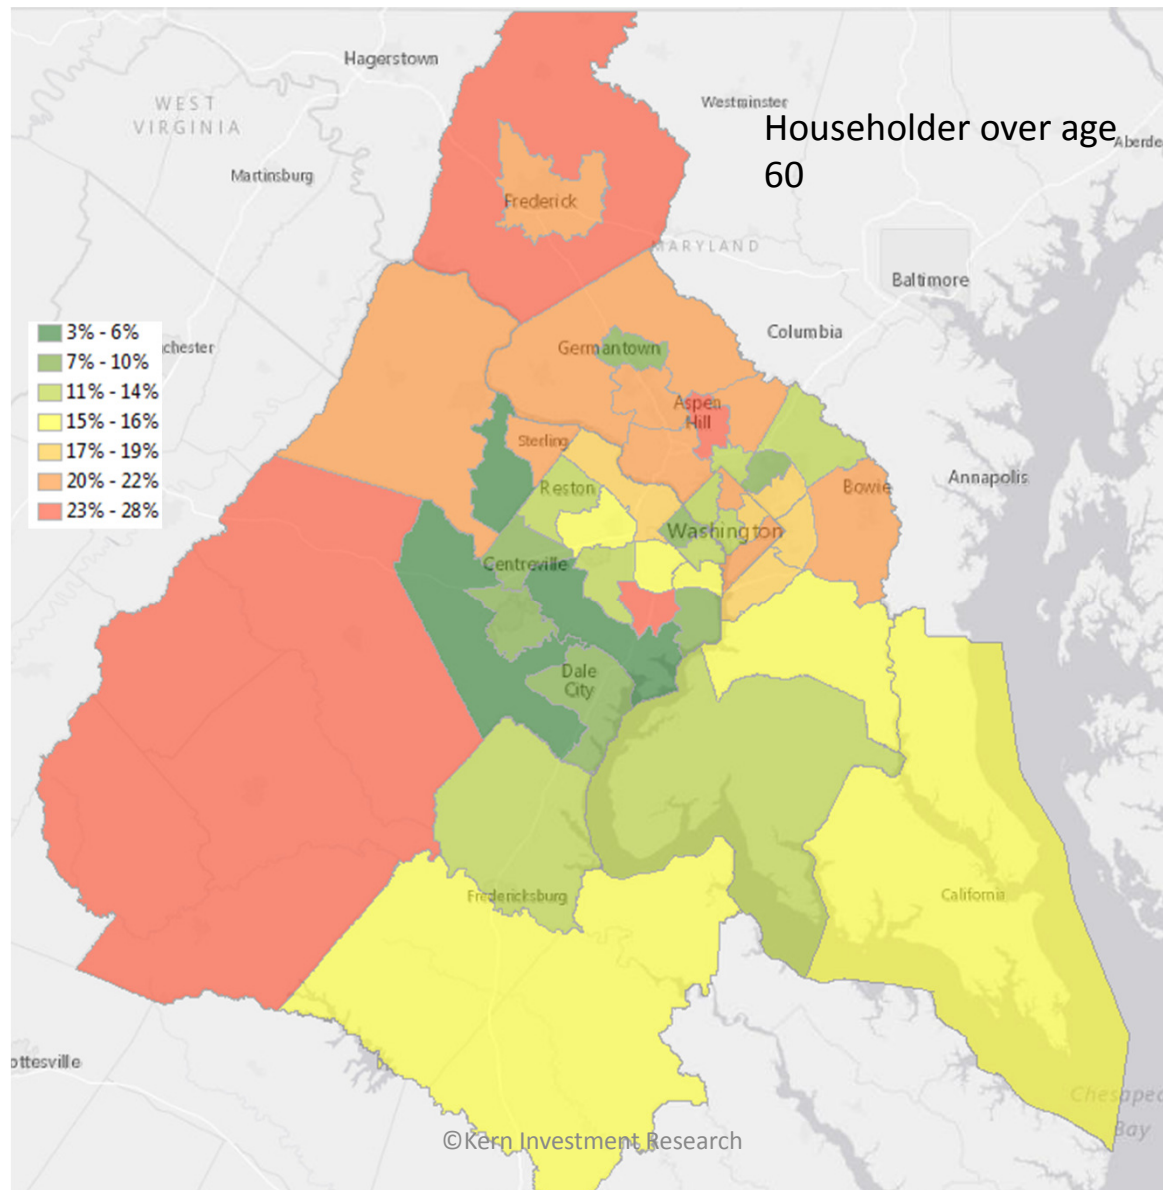 Hagerstown
WEST
VIRGINIA
Westminster
Householder over age
60
Aberde
Martinsburg
Frederick
MARYLAND
Baltimore
3% - 6%
7% - 10%
11% - 14%
15% - 16%
17% - 19%
20% - 22%
23% - 28%
chester
Columbia
Germantown
Aspen
Hill
Sterling
Reston
Bowie
Annapolis
Washington
Centreville
Dale
City
Fredericksburg
California
ottesville
Chesapea
Bay
©Kern Investment Research